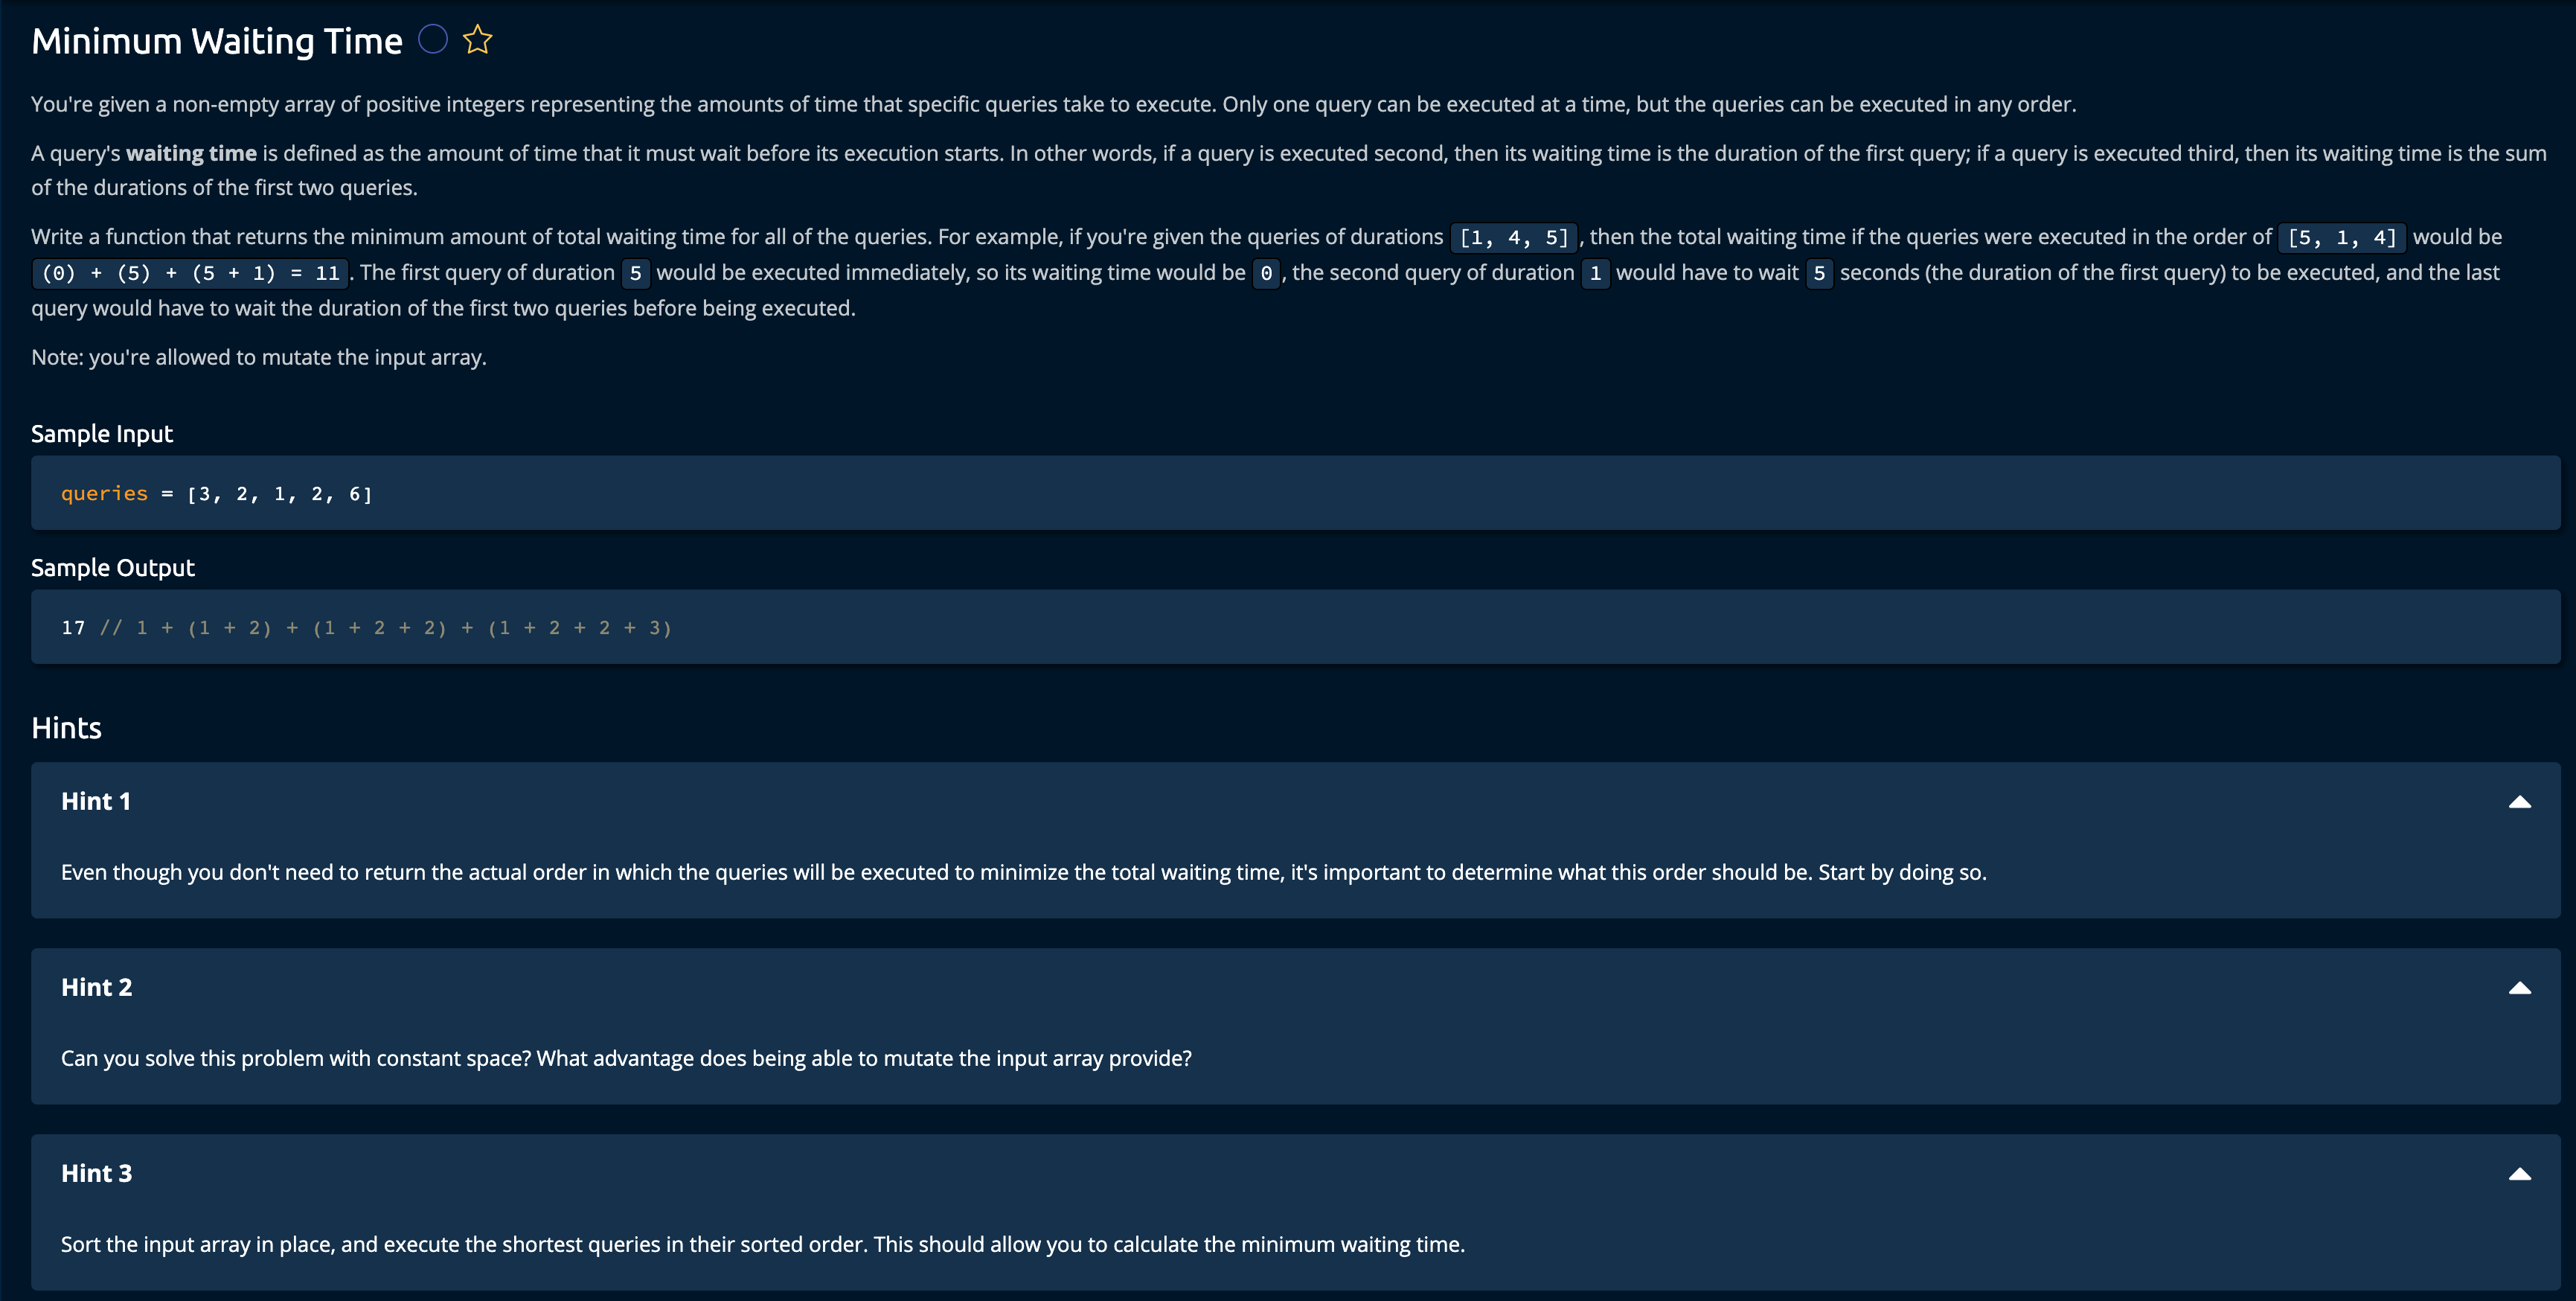 Minimum Waiting Time
You're given a non-empty array of positive integers representing the amounts of time that specific queries take to execute. Only one query can be executed at a time, but the queries can be executed in any order.
A query's waiting time is defined as the amount of time that it must wait before its execution starts. In other words, if a query is executed second, then its waiting time is the duration of the first query; if a query is executed third, then its waiting time is the sum
of the durations of the first two queries.
Write a function that returns the minimum amount of total waiting time for all of the queries. For example, if you're given the queries of durations [1, 4, 5] , then the total waiting time if the queries were executed in the order of [5, 1, 4] would be
(0) + (5) + (5 + 1) = 11 . The first query of duration 5 would be executed immediately, so its waiting time would be 0 , the second query of duration 1 would have to wait 5 seconds (the duration of the first query) to be executed, and the last
query would have to wait the duration of the first two queries before being executed.
Note: you're allowed to mutate the input array.
Sample Input
queries = [3, 2, 1, 2, 6]
Sample Output
17 // 1 + (1 + 2) + (1 + 2 + 2) + (1 + 2 + 2 + 3)
Hints
Hint 1
Even though you don't need to return the actual order in which the queries will be executed to minimize the total waiting time, it's important to determine what this order should be. Start by doing so.
Hint 2
Can you solve this problem with constant space? What advantage does being able to mutate the input array provide?
Hint 3
Sort the input array in place, and execute the shortest queries in their sorted order. This should allow you to calculate the minimum waiting time.